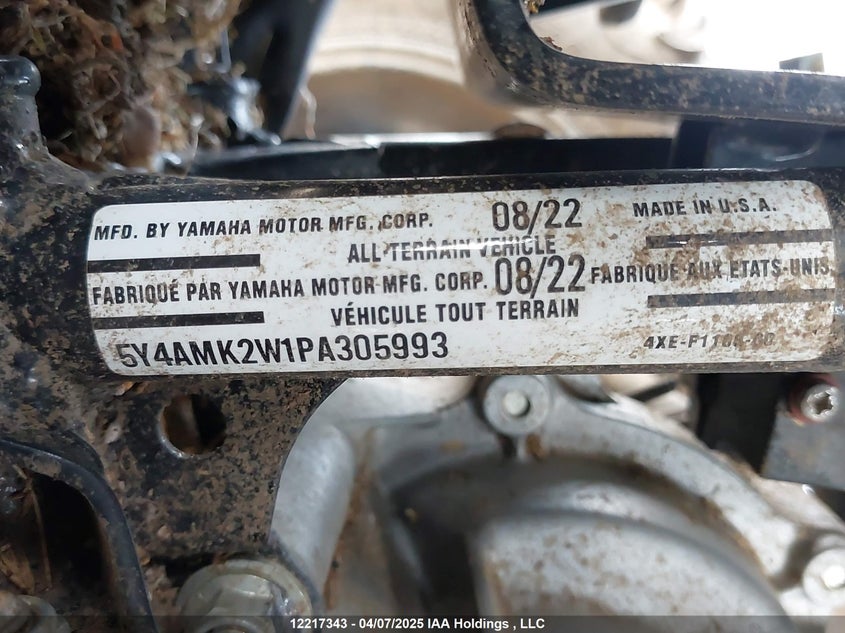 MFD. BY YAMAHA MOTOR MFG. CORP. 08/22 MADE IN U.S.A.
ALL TERRAIN VEHICLE
FABRIQUÉ PAR YAMAHA MOTOR MFG. CORP. 08/22 FABRIQUE AUX ETATS-UNIS
VÉHICULE TOUT TERRAIN
5Y4AMK2W1PA305993
12217343 - 04/07/2025 IAA Holdings , LLC